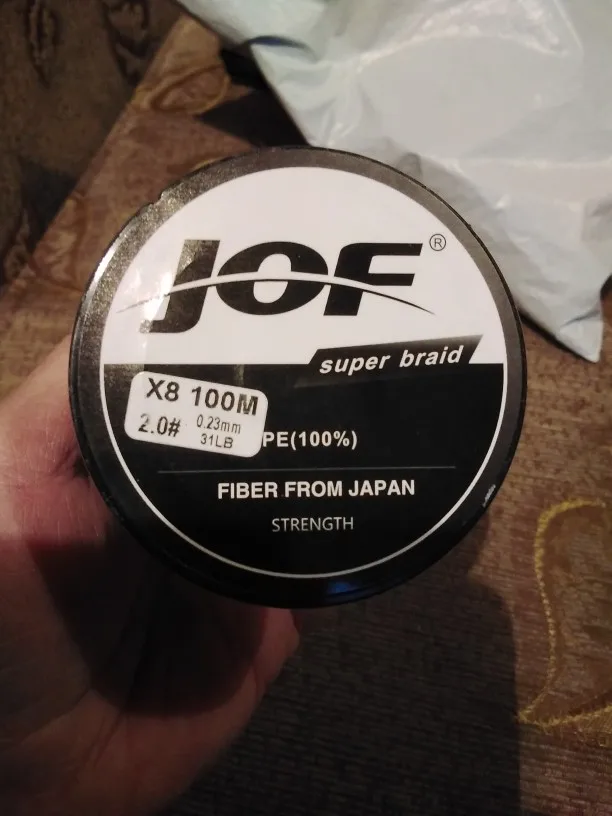 JOF®
super braid
X8 100M
2.0# 0.23mm
31LB
PE(100%)
FIBER FROM JAPAN
STRENGTH